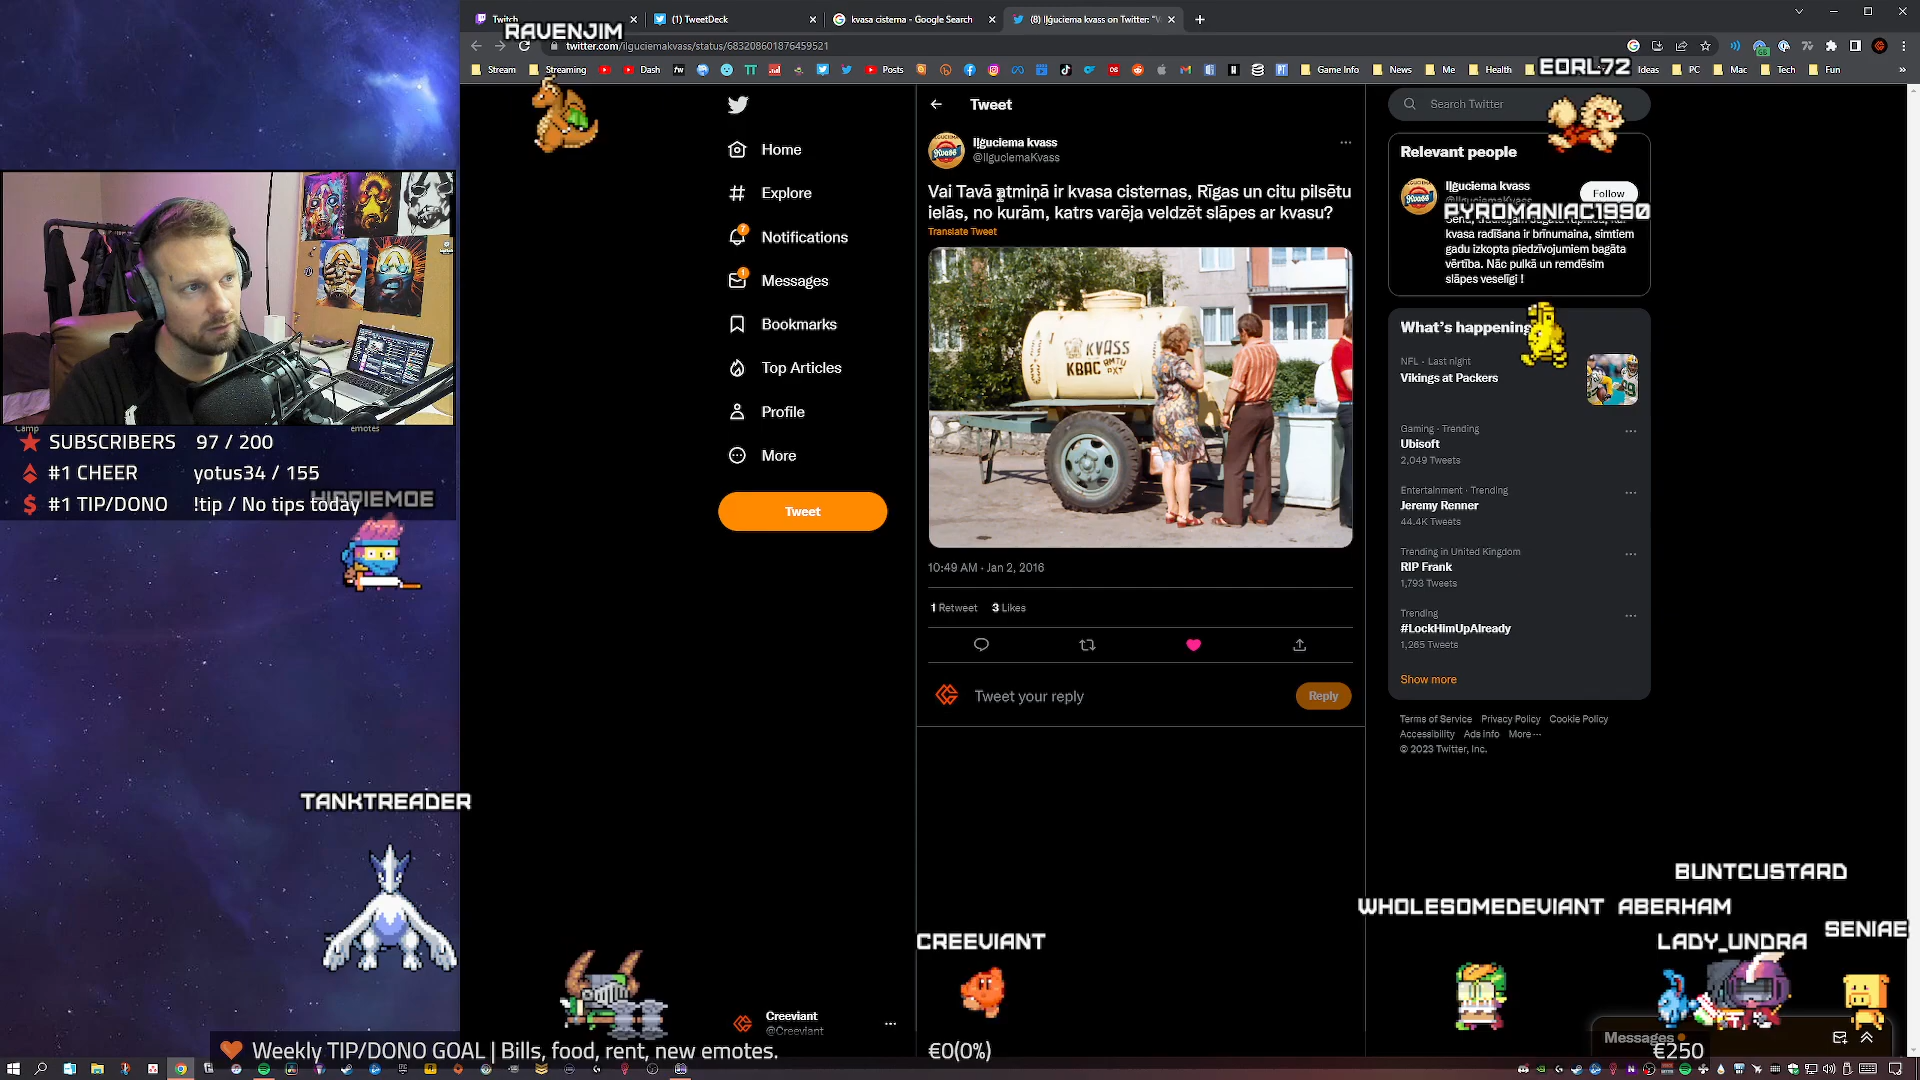 Twitch
(1) TweetDeck
kvasa cisterna - Google Search
RAVENJIM
twitter.com/ilguciemakvass/status/683208601876459521
Stream
Streaming
Dash
Posts
Game Info
News
Me
Health
Ideas
PC
Mac
Tech
Fun
EORL72
Tweet
Search Twitter
Home
Explore
7
Notifications
1
Messages
Bookmarks
Top Articles
Profile
More
Tweet
Iļģuciema kvass
@IlguciemaKvass
Vai Tavā atmiņā ir kvasa cisternas, Rīgas un citu pilsētu
ielās, no kurām, katrs varēja veldzēt slāpes ar kvasu?
Translate Tweet
KVASS
КВАС
10:49 AM · Jan 2, 2016
1 Retweet 3 Likes
Tweet your reply
Reply
Relevant people
Iļģuciema kvass
Follow
PYROMANIAC1990
kvasa radīšana ir brīnumaina, simtiem
gadu izkopta piedzīvojumiem bagāta
vērtība. Nāc pulkā un remdēsim
slāpes veselīgi !
What's happening
NFL · Last night
Vikings at Packers
Gaming · Trending
Ubisoft
2,049 Tweets
Entertainment · Trending
Jeremy Renner
44.4K Tweets
Trending in United Kingdom
RIP Frank
1,793 Tweets
Trending
#LockHimUpAlready
1,265 Tweets
Show more
Terms of Service Privacy Policy Cookie Policy
Accessibility Ads info More ···
© 2023 Twitter, Inc.
Camp
emotes
SUBSCRIBERS 97 / 200
#1 CHEER yotus34 / 155
#1 TIP/DONO !tip / No tips today
HIPPIEMOE
TANKTREADER
CREEVIANT
Creeviant
@Creeviant
BUNTCUSTARD
WHOLESOMEDEVIANT ABERHAM
SENIAE
LADY_UNDRA
Messages
Weekly TIP/DONO GOAL | Bills, food, rent, new emotes.
€0(0%)
€250